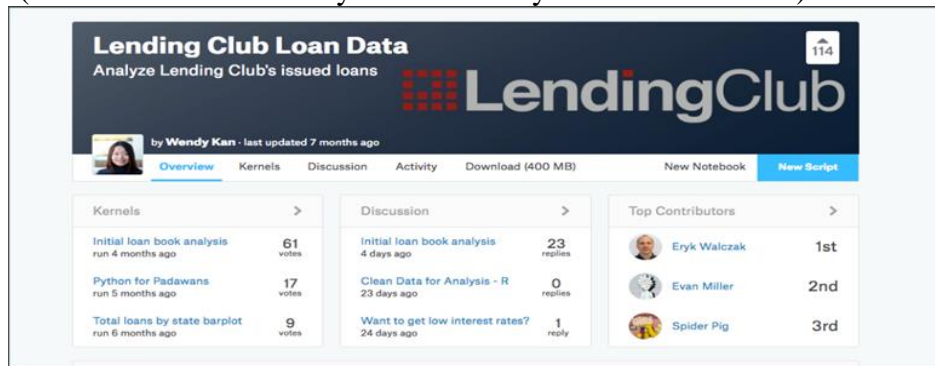 Lending Club Loan Data
Analyze Lending Club's issued loans
114
LendingClub
by Wendy Kan · last updated 7 months ago
Overview Kernels Discussion Activity Download (400 MB) New Notebook New Script
Kernels
Initial loan book analysis 61
run 4 months ago votes
Python for Padawans 17
run 5 months ago votes
Total loans by state barplot 9
run 6 months ago votes
Discussion
Initial loan book analysis 23
4 days ago replies
Clean Data for Analysis - R 0
23 days ago replies
Want to get low interest rates? 1
24 days ago reply
Top Contributors
Eryk Walczak 1st
Evan Miller 2nd
Spider Pig 3rd